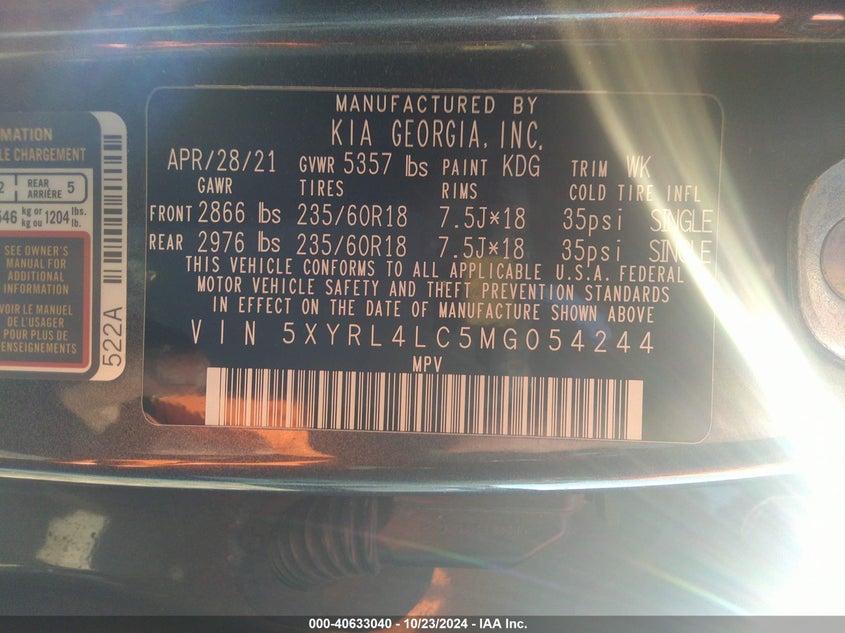 MANUFACTURED BY
KIA GEORGIA, INC.
APR/28/21 GVWR 5357 lbs PAINT KDG TRIM WK
GAWR TIRES RIMS COLD TIRE INFL
FRONT 2866 lbs 235/60R18 7.5J*18 35psi SINGLE
REAR 2976 lbs 235/60R18 7.5J*18 35psi SINGLE
THIS VEHICLE CONFORMS TO ALL APPLICABLE U.S.A. FEDERAL
MOTOR VEHICLE SAFETY AND THEFT PREVENTION STANDARDS
IN EFFECT ON THE DATE OF MANUFACTURE SHOWN ABOVE
VIN 5XYRL4LC5MG054244
MPV
CHARGEMENT
2 REAR ARRIÈRE 5
kg or 1204 lbs.
kg ou lb.
SEE OWNER'S
MANUAL FOR
ADDITIONAL
INFORMATION
VOIR LE MANUEL
DE L'USAGER
POUR PLUS DE
RENSEIGNEMENTS
522A
000-40633040 - 10/23/2024 - IAA Inc.